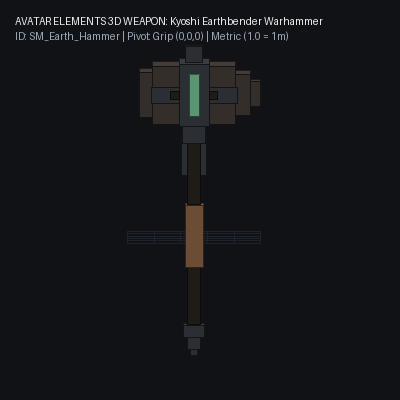 AVATAR ELEMENTS 3D WEAPON: Kyoshi Earthbender Warhammer
ID: SM_Earth_Hammer | Pivot Grip (0,0,0) | Metric (1.0 = 1m)